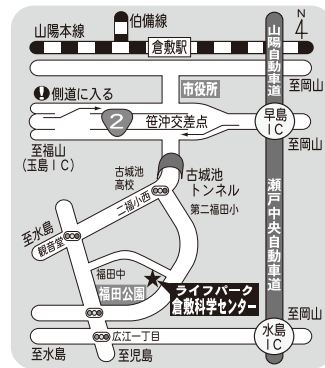 伯備線
山陽本線
倉敷駅
N
4
山陽自動車道
至岡山
市役所
側道に入る
2
笹沖交差点
早島
IC
至岡山
至福山
(玉島IC)
古城池
高校
古城池
トンネル
二福小西
第二福田小
至水島
観音堂
瀬戸中央自動車道
福田中
福田公園
ライフパーク
倉敷科学センター
至岡山
広江一丁目
水島
IC
至水島
至児島